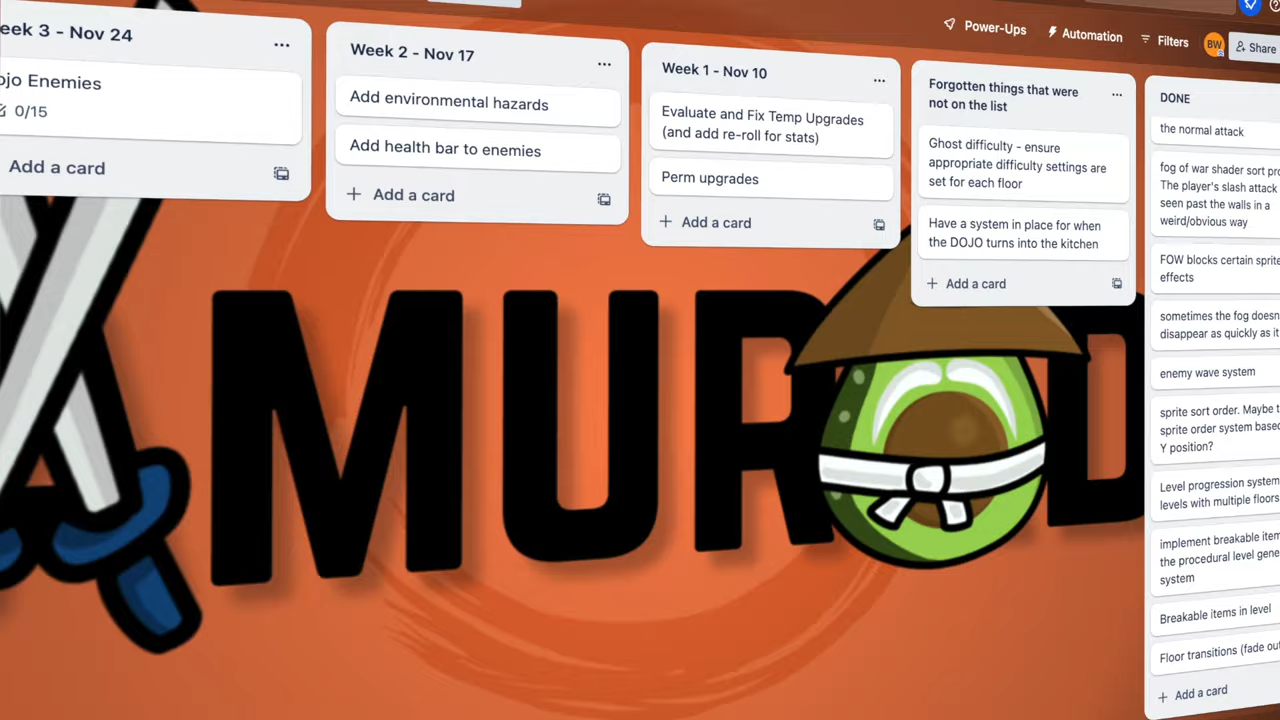 Power-Ups
Automation
Filters
BW
Share
eek 3 - Nov 24
ojo Enemies
0/15
Add a card
Week 2 - Nov 17
Add environmental hazards
Add health bar to enemies
+ Add a card
Week 1 - Nov 10
Evaluate and Fix Temp Upgrades
(and add re-roll for stats)
Perm upgrades
+ Add a card
Forgotten things that were
not on the list
Ghost difficulty - ensure
appropriate difficulty settings are
set for each floor
Have a system in place for when
the DOJO turns into the kitchen
+ Add a card
DONE
the normal attack
fog of war shader sort pro
The player's slash attack
seen past the walls in a
weird/obvious way
FOW blocks certain sprite
effects
sometimes the fog doesn
disappear as quickly as it
enemy wave system
sprite sort order. Maybe t
sprite order system based
Y position?
Level progression system
levels with multiple floors
implement breakable item
the procedural level gene
system
Breakable items in level
Floor transitions (fade out
+ Add a card
MUROD